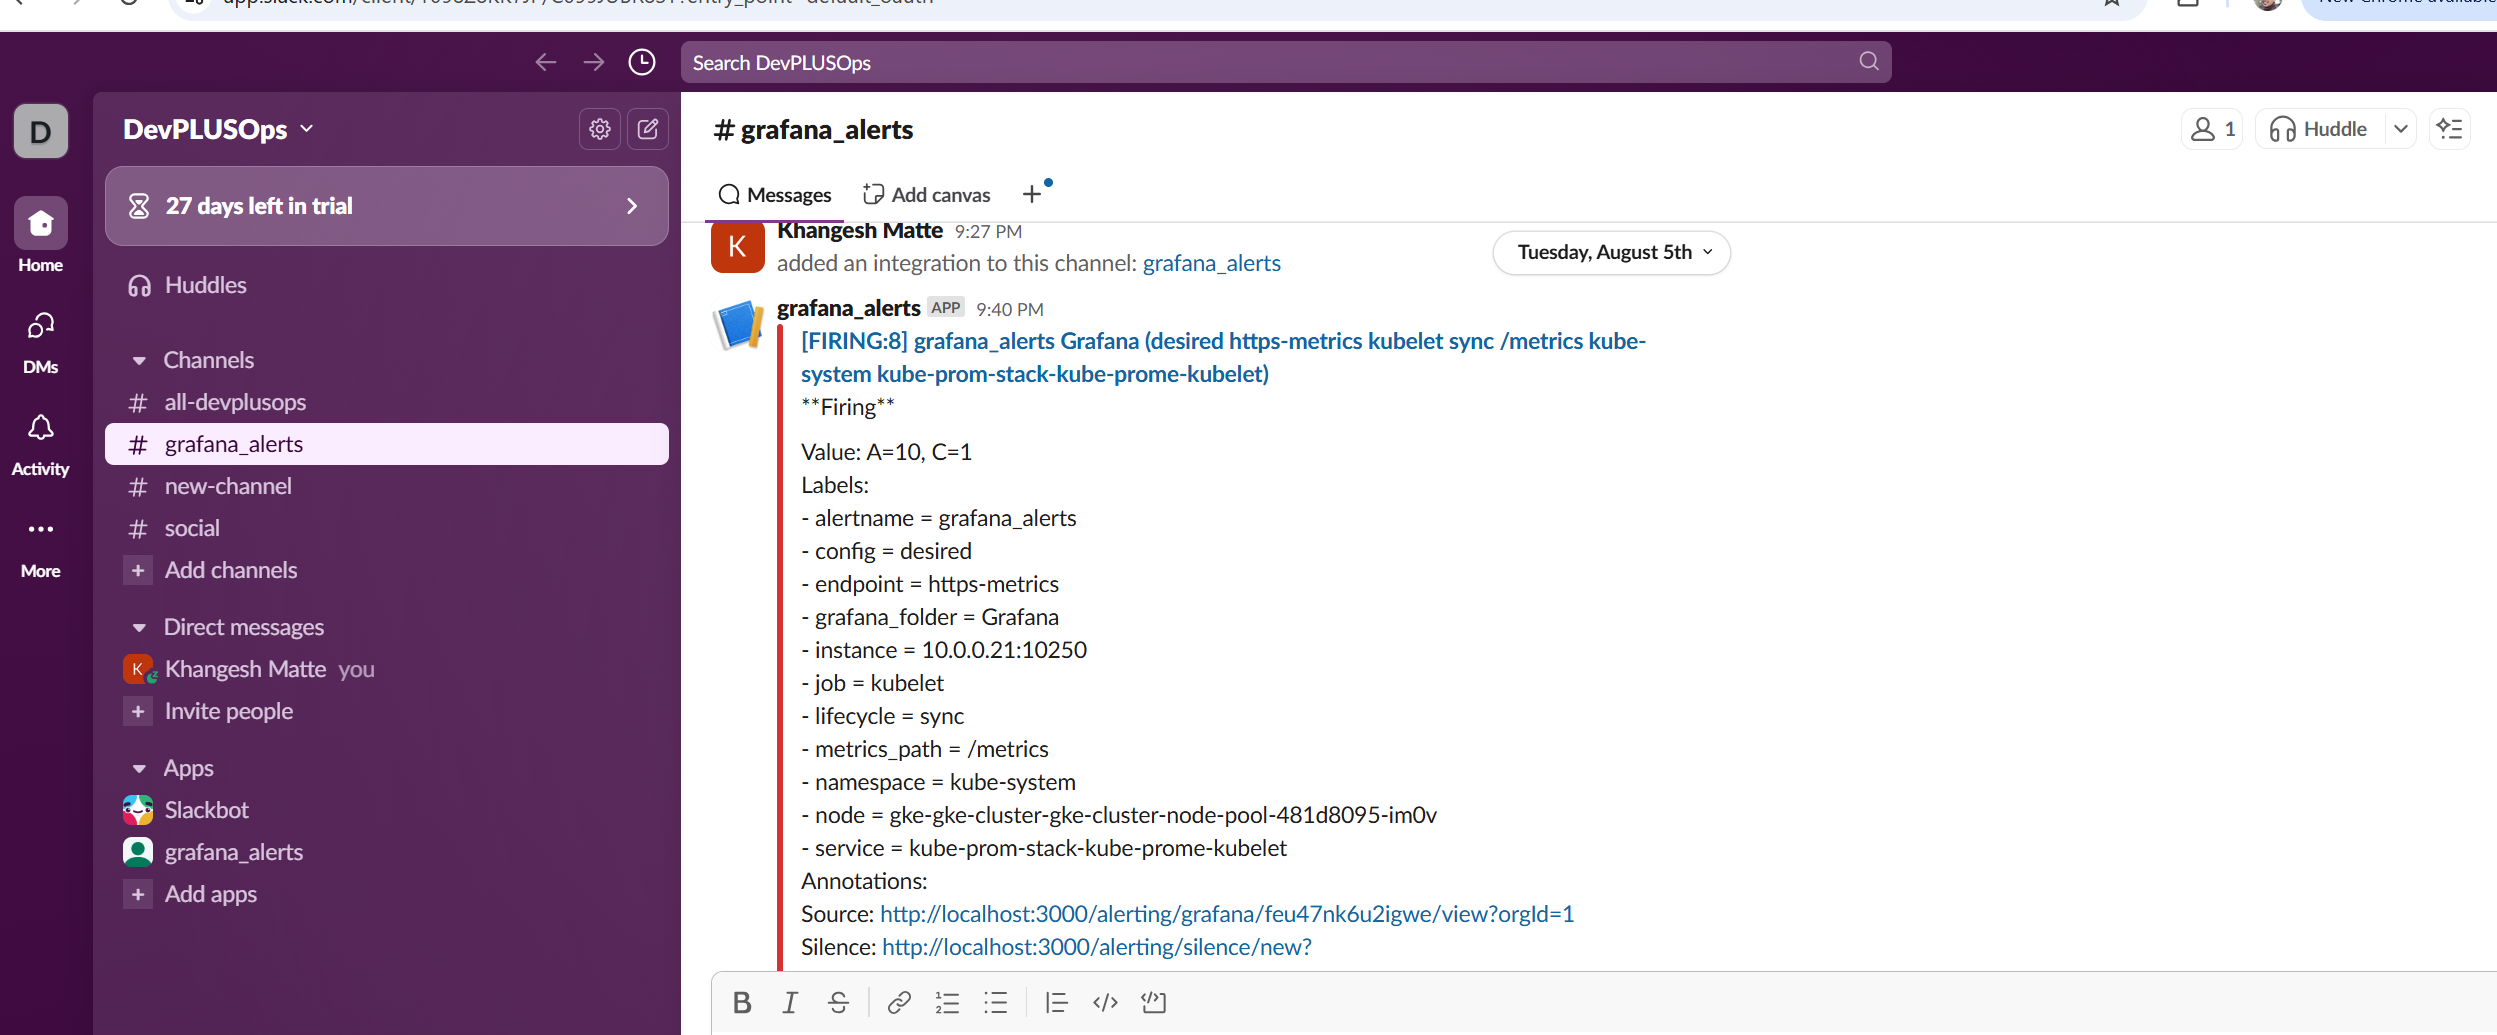 Search DevPLUSOps
D
DevPLUSOps
27 days left in trial
Home
Huddles
DMs
Channels
# all-devplusops
# grafana_alerts
Activity
# new-channel
# social
More
+ Add channels
Direct messages
K Khangesh Matte you
+ Invite people
Apps
Slackbot
grafana_alerts
+ Add apps
# grafana_alerts
1
Huddle
Messages
Add canvas
+
K
Khangesh Matte 9:27 PM
added an integration to this channel: grafana_alerts
Tuesday, August 5th
grafana_alerts APP 9:40 PM
[FIRING:8] grafana_alerts Grafana (desired https-metrics kubelet sync /metrics kube-
system kube-prom-stack-kube-prome-kubelet)
**Firing**
Value: A=10, C=1
Labels:
- alertname = grafana_alerts
- config = desired
- endpoint = https-metrics
- grafana_folder = Grafana
- instance = 10.0.0.21:10250
- job = kubelet
- lifecycle = sync
- metrics_path = /metrics
- namespace = kube-system
- node = gke-gke-cluster-gke-cluster-node-pool-481d8095-im0v
- service = kube-prom-stack-kube-prome-kubelet
Annotations:
Source: http://localhost:3000/alerting/grafana/feu47nk6u2igwe/view?orgId=1
Silence: http://localhost:3000/alerting/silence/new?